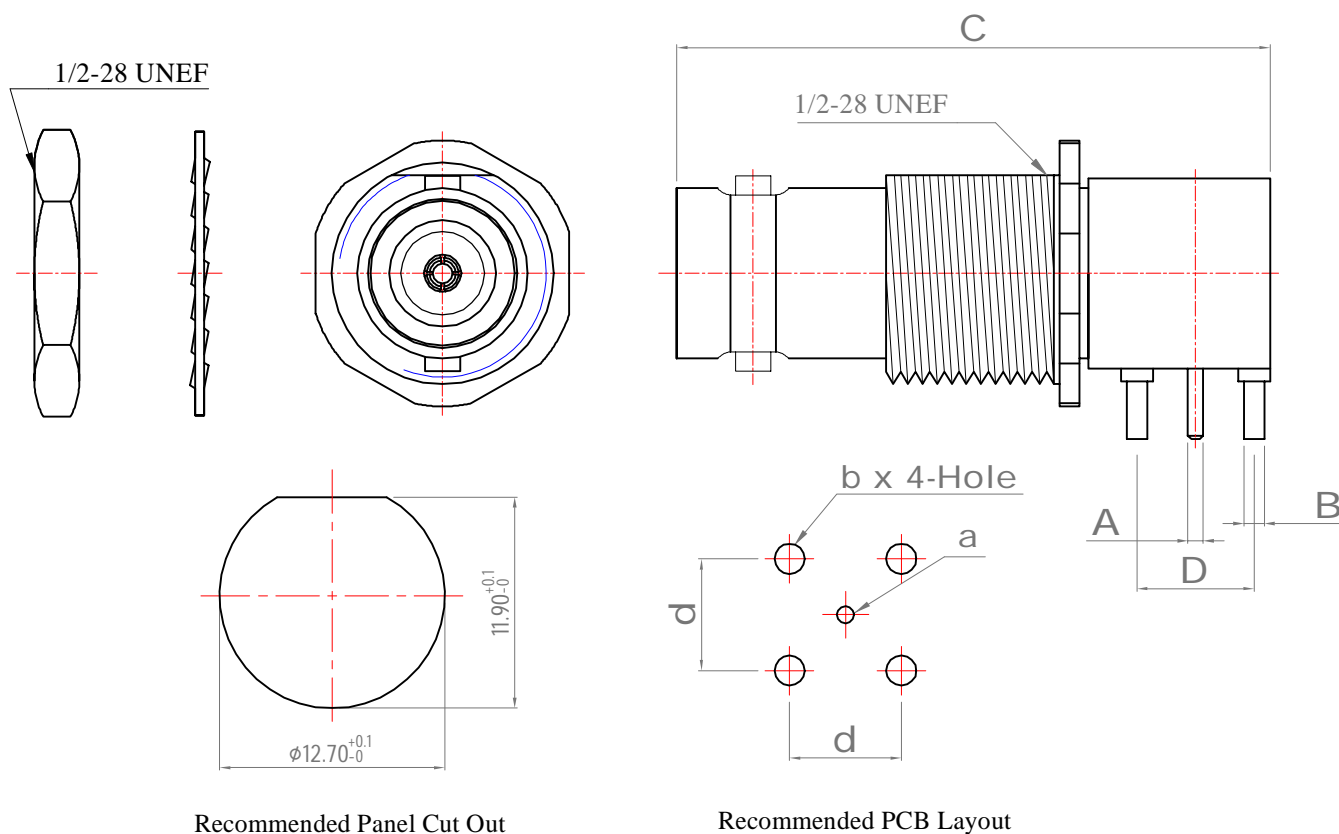 C
1/2-28 UNEF
1/2-28 UNEF
b x 4-Hole
a
A
B
D
d
d
11.90 +0.1 -0
ϕ12.70 +0.1 -0
Recommended Panel Cut Out
Recommended PCB Layout